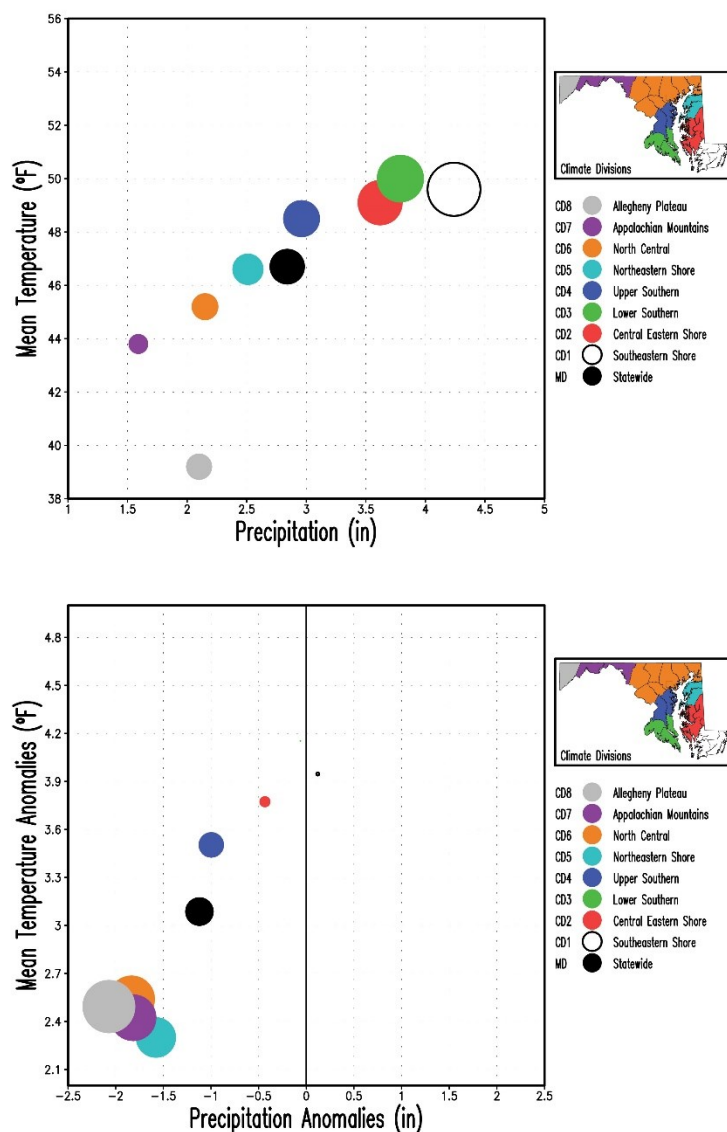 56
54
52
50
48
46
44
42
40
38
Mean Temperature (ºF)
1
1.5
2
2.5
3
3.5
4
4.5
5
Precipitation (in)
Climate Divisions
CD8 Allegheny Plateau
CD7 Appalachian Mountains
CD6 North Central
CD5 Northeastern Shore
CD4 Upper Southern
CD3 Lower Southern
CD2 Central Eastern Shore
CD1 Southeastern Shore
MD Statewide
4.8
4.5
4.2
3.9
3.6
3.3
3
2.7
2.4
2.1
Mean Temperature Anomalies (ºF)
−2.5
−2
−1.5
−1
−0.5
0
0.5
1
1.5
2
2.5
Precipitation Anomalies (in)
Climate Divisions
CD8 Allegheny Plateau
CD7 Appalachian Mountains
CD6 North Central
CD5 Northeastern Shore
CD4 Upper Southern
CD3 Lower Southern
CD2 Central Eastern Shore
CD1 Southeastern Shore
MD Statewide